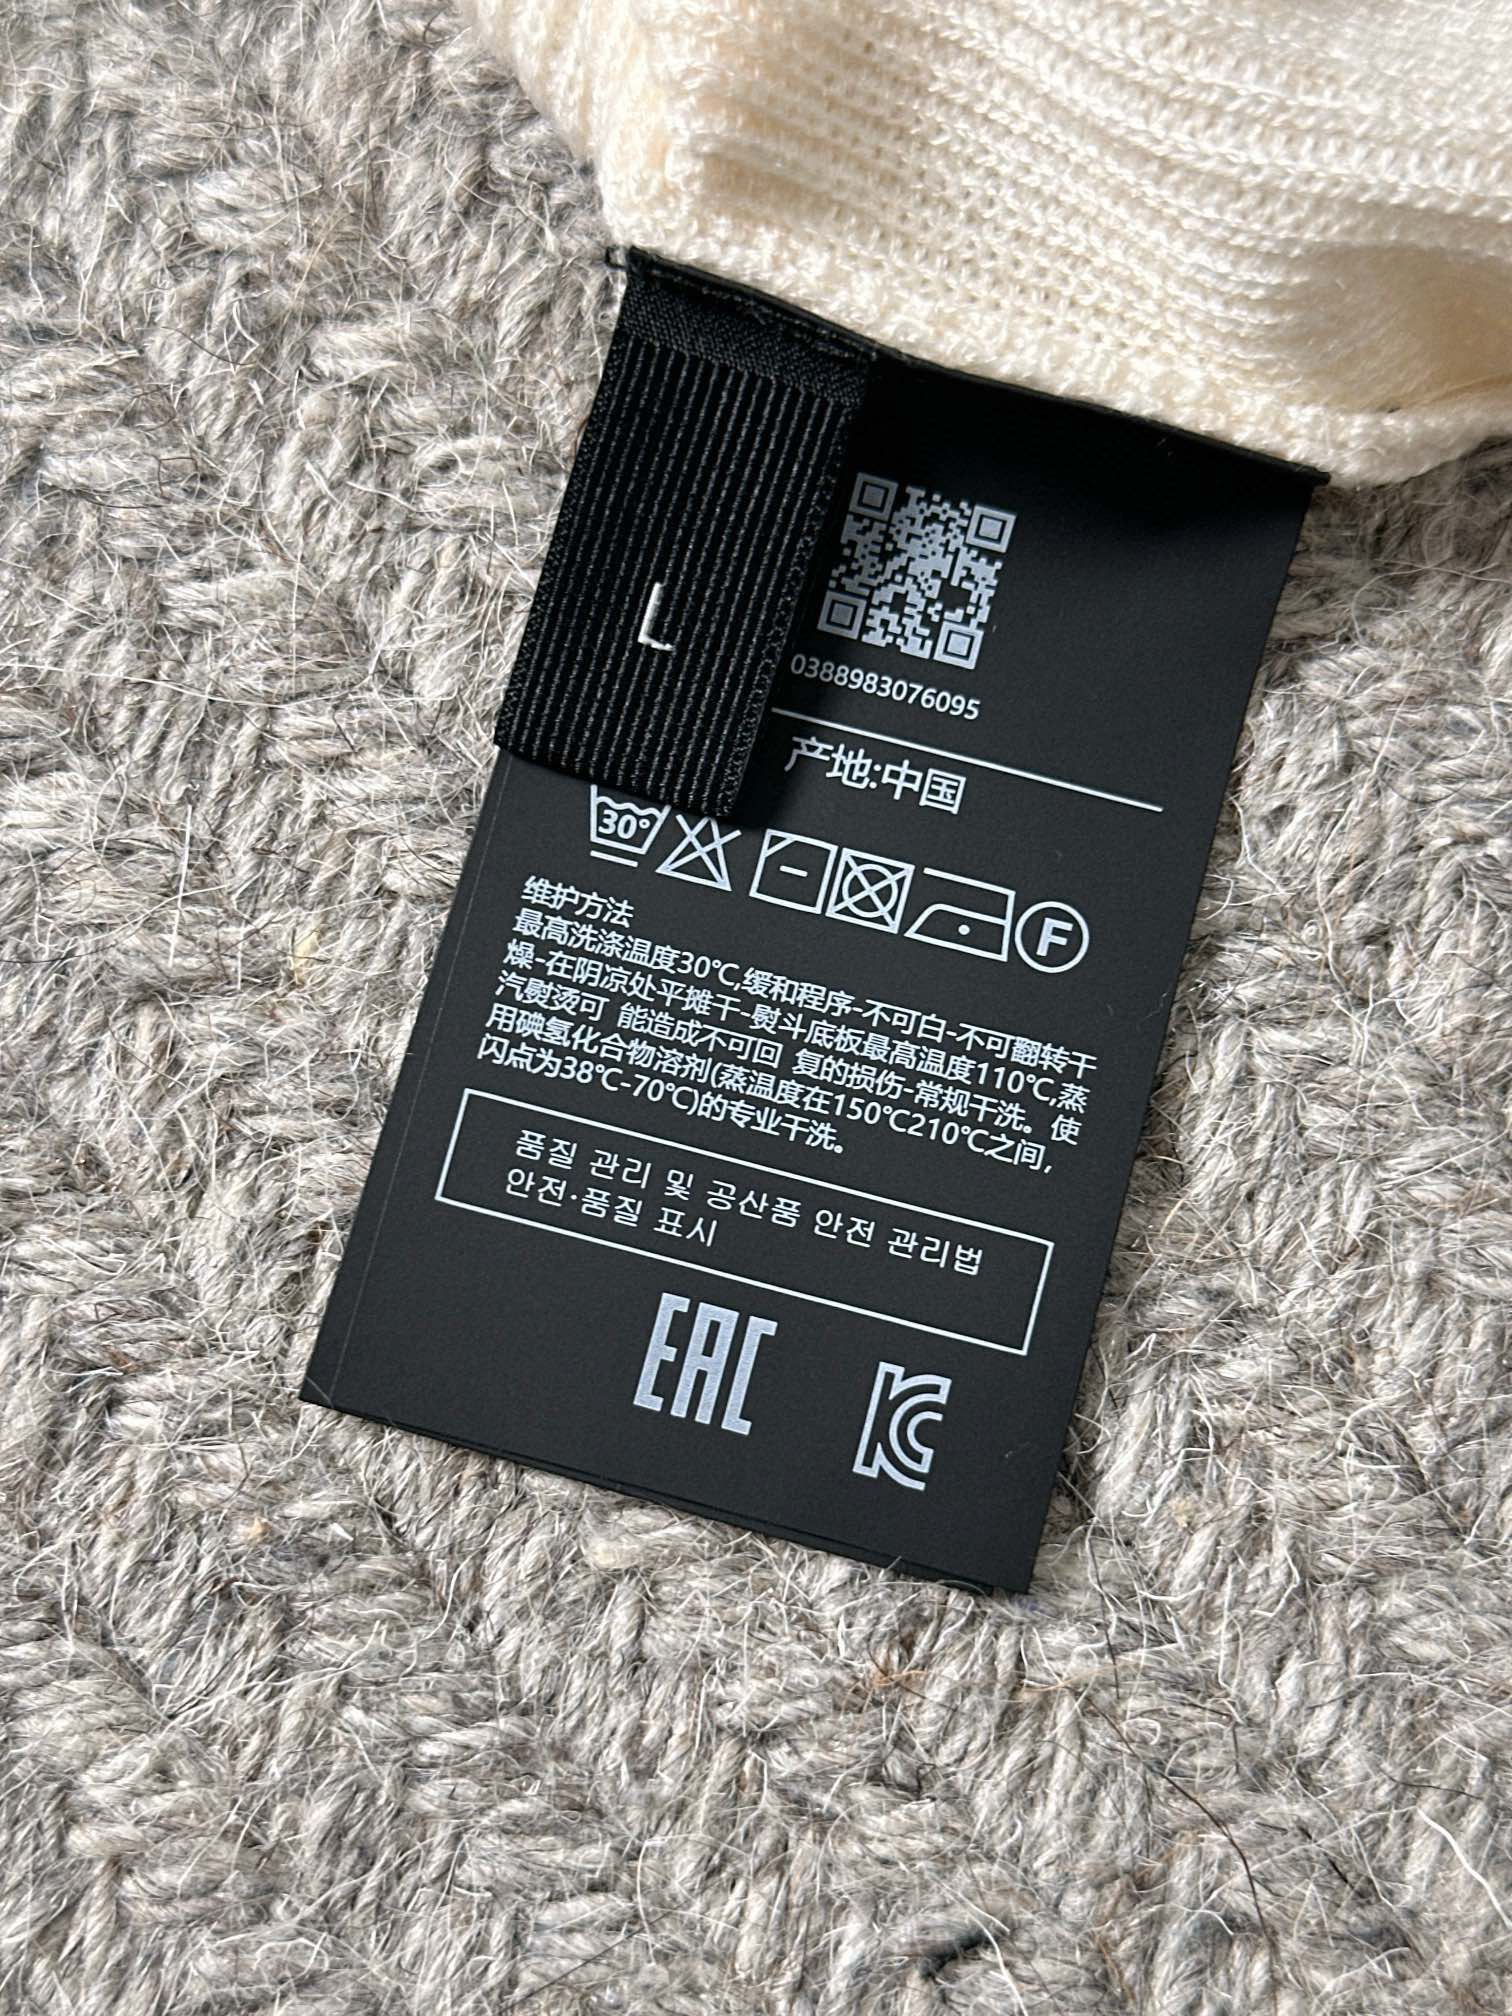 L
0388983076095
产地:中国
30°
F
维护方法
最高洗涤温度30℃,缓和程序-不可白-不可翻转干
燥-在阴凉处平摊干-熨斗底板最高温度110℃,蒸
汽熨烫可 能造成不可回 复的损伤-常规干洗。使
用碘氢化合物溶剂(蒸温度在150℃210℃之间,
闪点为38℃-70℃)的专业干洗。
품질 관리 및 공산품 안전 관리법
안전·품질 표시
EAC
KC